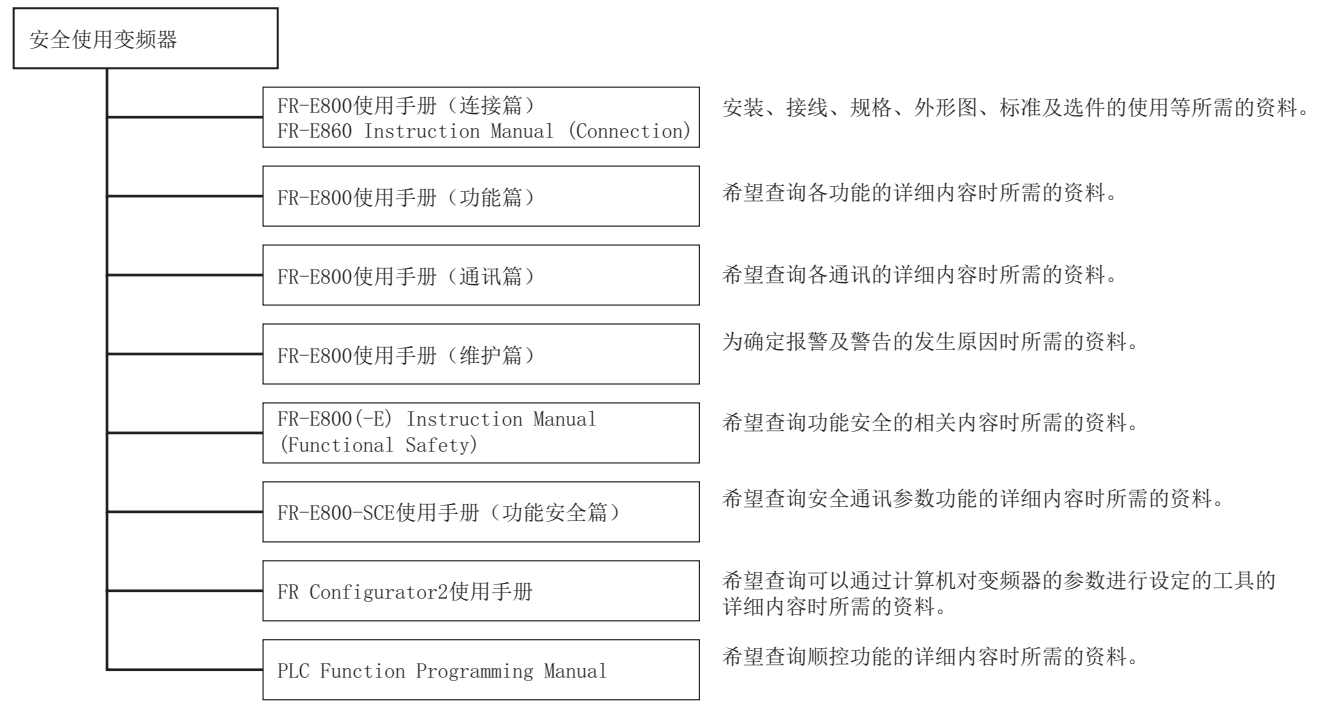 安全使用变频器
FR-E800使用手册（连接篇）
FR-E860 Instruction Manual (Connection)
安装、接线、规格、外形图、标准及选件的使用等所需的资料。
FR-E800使用手册（功能篇）
希望查询各功能的详细内容时所需的资料。
FR-E800使用手册（通讯篇）
希望查询各通讯的详细内容时所需的资料。
FR-E800使用手册（维护篇）
为确定报警及警告的发生原因时所需的资料。
FR-E800(-E) Instruction Manual
(Functional Safety)
希望查询功能安全的相关内容时所需的资料。
FR-E800-SCE使用手册（功能安全篇）
希望查询安全通讯参数功能的详细内容时所需的资料。
FR Configurator2使用手册
希望查询可以通过计算机对变频器的参数进行设定的工具的
详细内容时所需的资料。
PLC Function Programming Manual
希望查询顺控功能的详细内容时所需的资料。